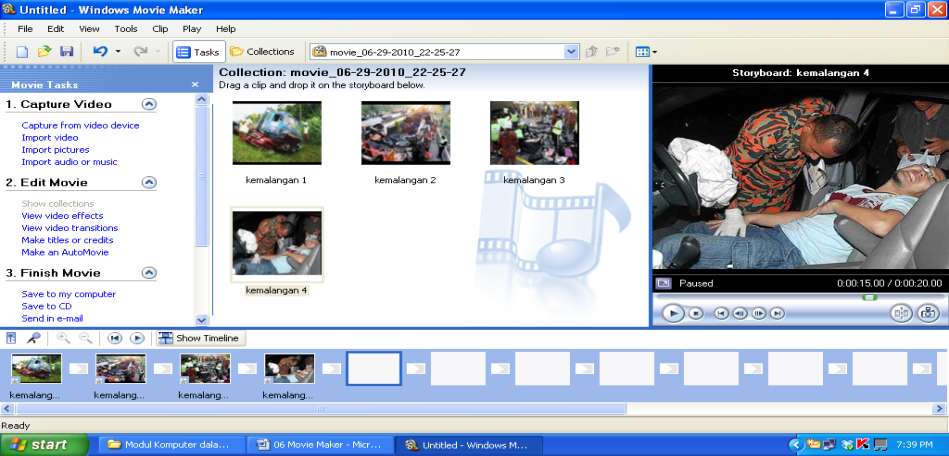 Untitled - Windows Movie Maker
File Edit View Tools Clip Play Help
Tasks Collections movie_06-29-2010_22-25-27
Movie Tasks
1. Capture Video
Capture from video device
Import video
Import pictures
Import audio or music
2. Edit Movie
Show collections
View video effects
View video transitions
Make titles or credits
Make an AutoMovie
3. Finish Movie
Save to my computer
Save to CD
Send in e-mail
Collection: movie_06-29-2010_22-25-27
Drag a clip and drop it on the storyboard below.
kemalangan 1 kemalangan 2 kemalangan 3
kemalangan 4
Storyboard: kemalangan 4
Paused 0:00:15.00 / 0:00:20.00
Show Timeline
kemalang... kemalang... kemalang... kemalang...
Ready
start Modul Komputer dala... 06 Movie Maker - Micr... Untitled - Windows M... 7:39 PM